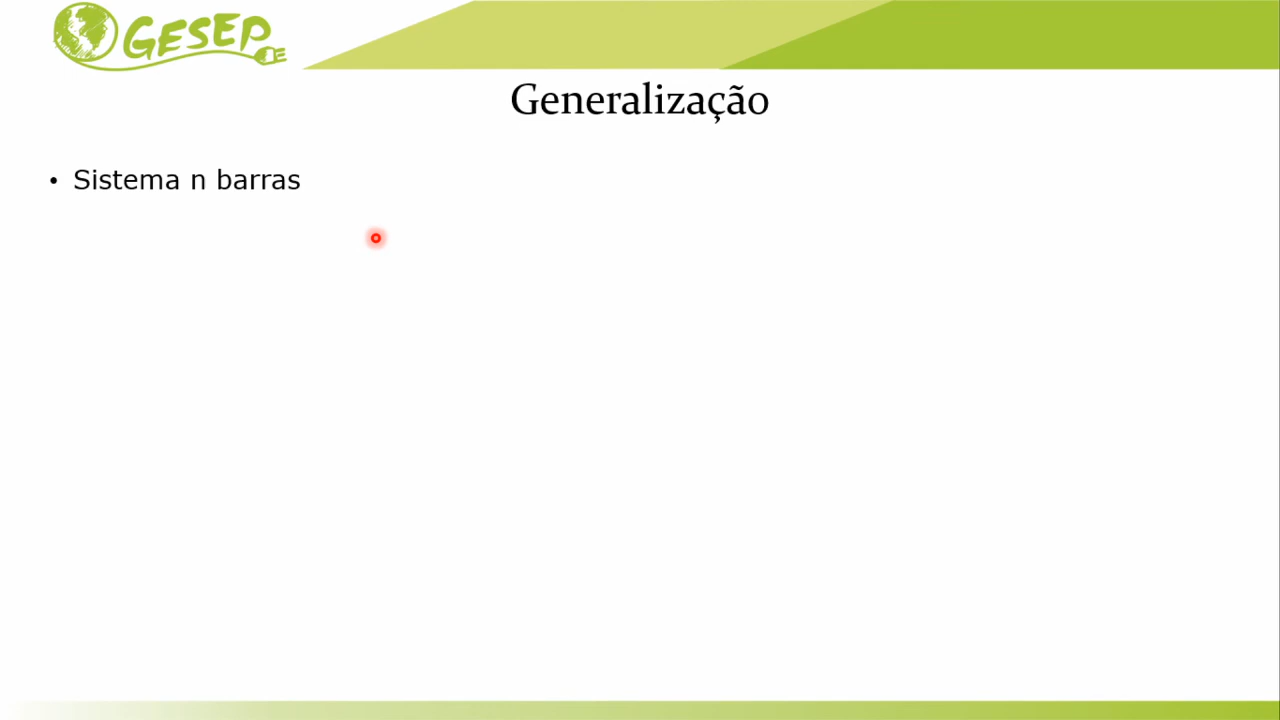 GESEP
Generalização
• Sistema n barras